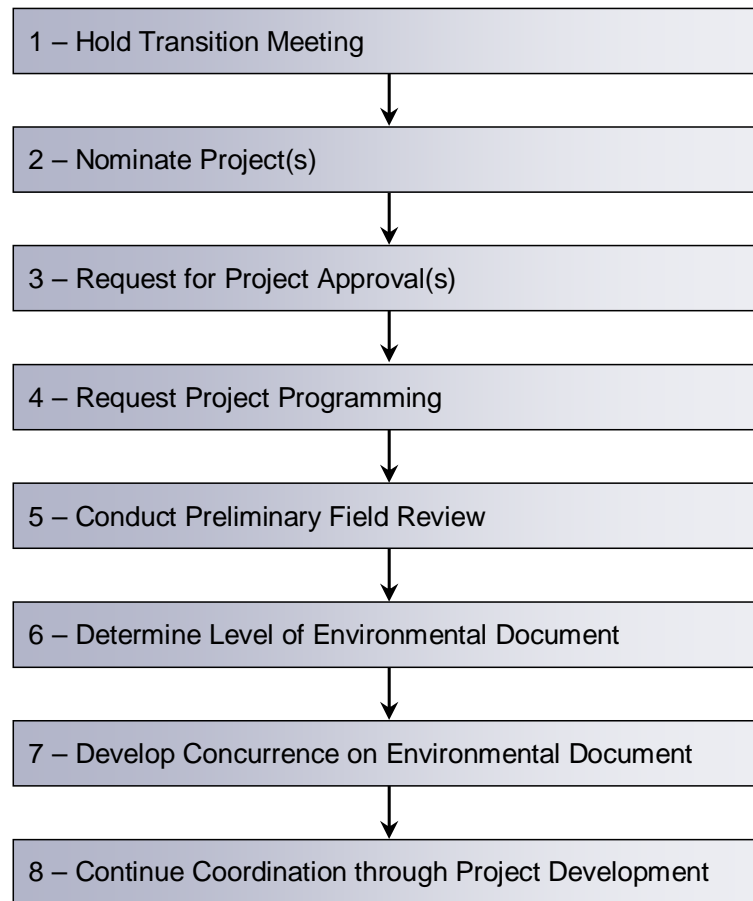 1 – Hold Transition Meeting
2 – Nominate Project(s)
3 – Request for Project Approval(s)
4 – Request Project Programming
5 – Conduct Preliminary Field Review
6 – Determine Level of Environmental Document
7 – Develop Concurrence on Environmental Document
8 – Continue Coordination through Project Development